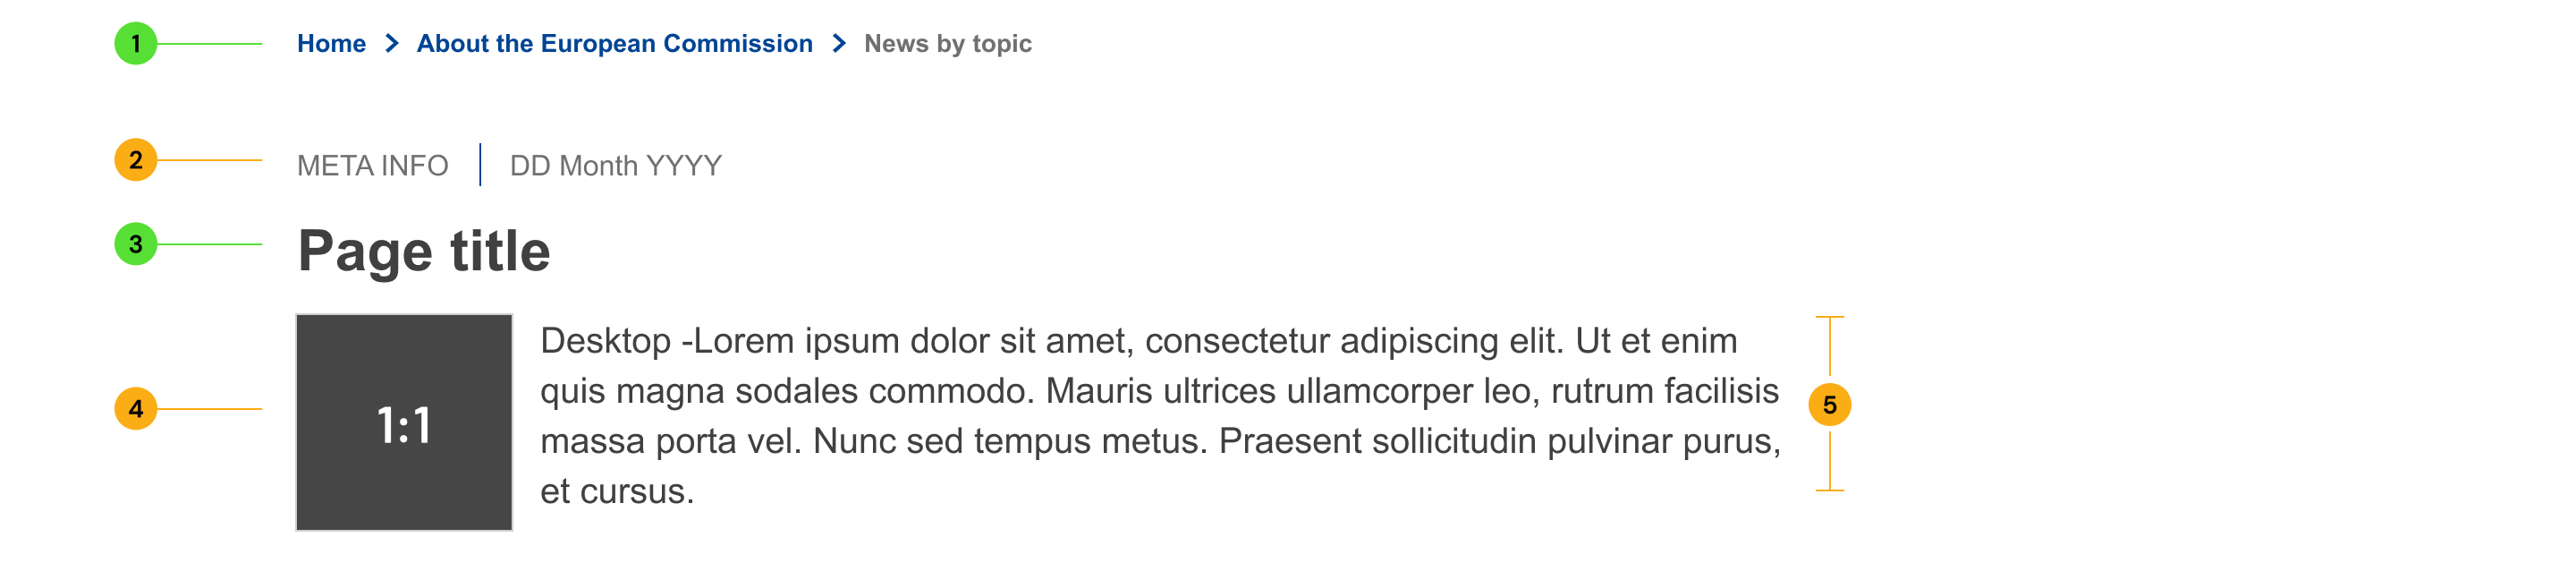 1 Home > About the European Commission > News by topic
2 META INFO | DD Month YYYY
3 Page title
Desktop -Lorem ipsum dolor sit amet, consectetur adipiscing elit. Ut et enim
quis magna sodales commodo. Mauris ultrices ullamcorper leo, rutrum facilisis
4 1:1 massa porta vel. Nunc sed tempus metus. Praesent sollicitudin pulvinar purus, 5
et cursus.